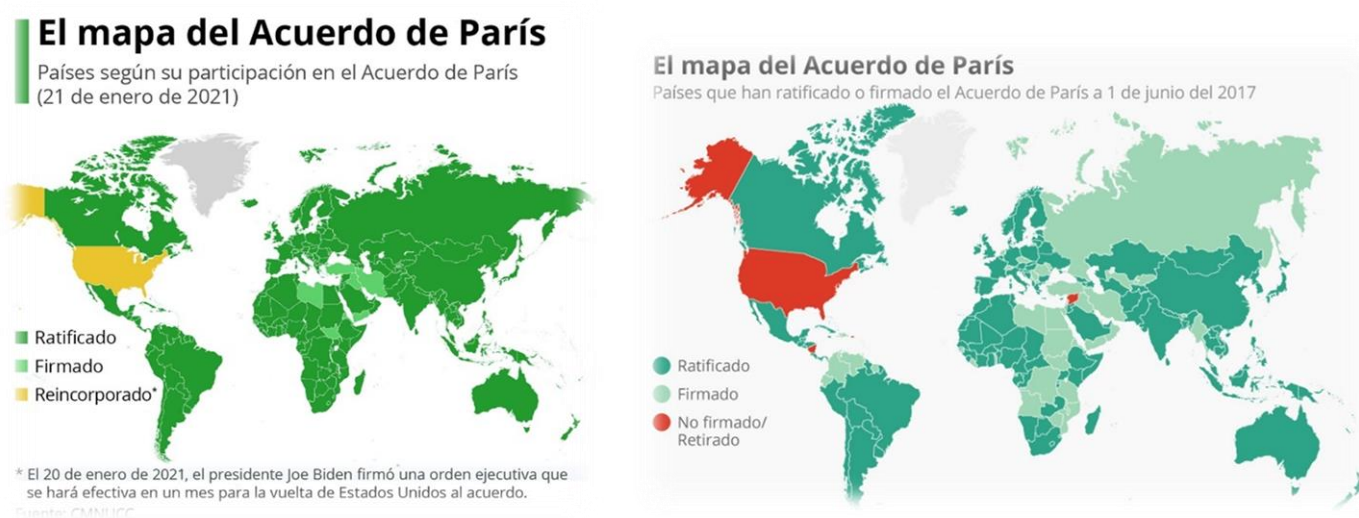 El mapa del Acuerdo de París
Países según su participación en el Acuerdo de París
(21 de enero de 2021)
Ratificado
Firmado
Reincorporado*
* El 20 de enero de 2021, el presidente Joe Biden firmó una orden ejecutiva que
se hará efectiva en un mes para la vuelta de Estados Unidos al acuerdo.
Fuente: CMNUCC
El mapa del Acuerdo de París
Países que han ratificado o firmado el Acuerdo de París a 1 de junio del 2017
Ratificado
Firmado
No firmado/
Retirado